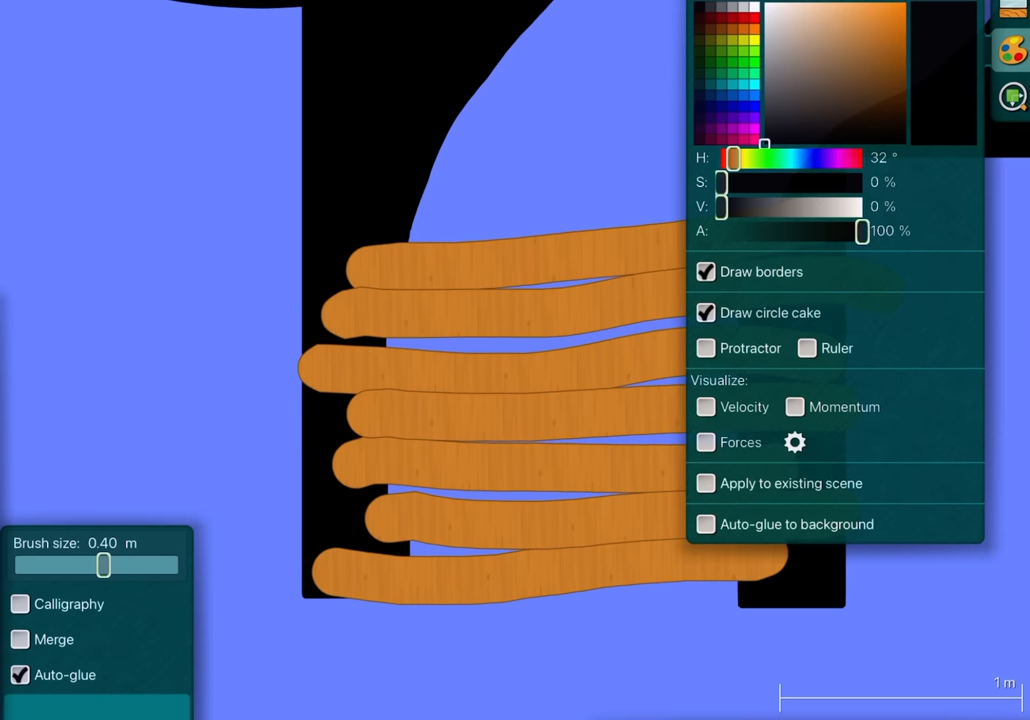 H: 32 °
S: 0 %
V: 0 %
A: 100 %
Draw borders
Draw circle cake
Protractor Ruler
Visualize:
Velocity Momentum
Forces
Apply to existing scene
Auto-glue to background
Brush size: 0.40 m
Calligraphy
Merge
Auto-glue
1 m